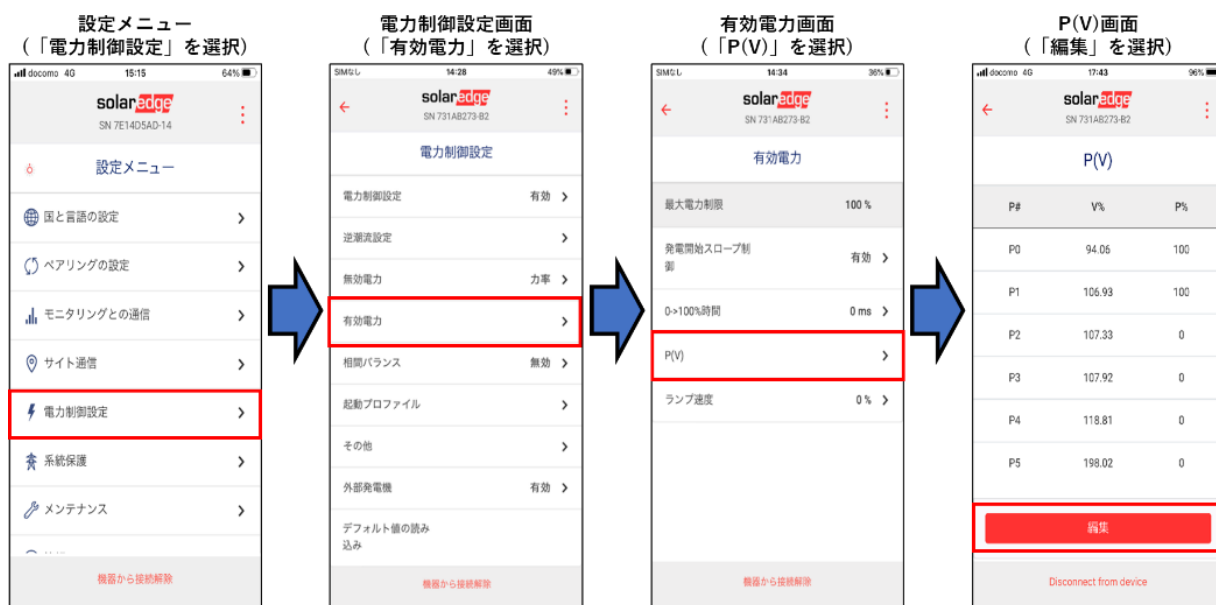 設定メニュー
(「電力制御設定」を選択)
docomo 4G 15:15 64%
solaredge
SN 7E14D5AD-14
設定メニュー
国と言語の設定
ペアリングの設定
モニタリングとの通信
サイト通信
電力制御設定
系統保護
メンテナンス
機器から接続解除
電力制御設定画面
(「有効電力」を選択)
SIMなし 14:28 49%
solaredge
SN 731AB273-B2
電力制御設定
電力制御設定 有効
逆潮流設定
無効電力 力率
有効電力
相間バランス 無効
起動プロファイル
その他
外部発電機 有効
デフォルト値の読み
込み
機器から接続解除
有効電力画面
(「P(V)」を選択)
SIMなし 14:34 36%
solaredge
SN 731AB273-B2
有効電力
最大電力制限 100 %
発電開始スロープ制
御 有効
0->100%時間 0 ms
P(V)
ランプ速度 0 %
機器から接続解除
P(V)画面
(「編集」を選択)
docomo 4G 17:43 96%
solaredge
SN 731AB273-B2
P(V)
P# V% P%
P0 94.06 100
P1 106.93 100
P2 107.33 0
P3 107.92 0
P4 118.81 0
P5 198.02 0
編集
Disconnect from device